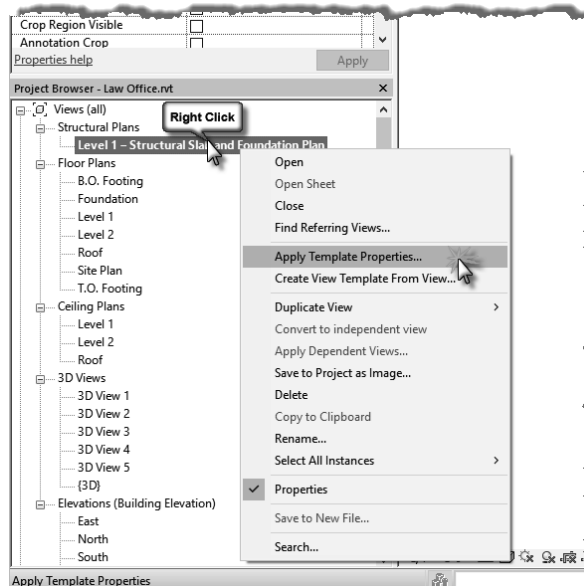 Crop Region Visible
Annotation Crop
Properties help
Apply
Project Browser - Law Office.rvt
Views (all)
Right Click
Structural Plans
Level 1 – Structural Slab and Foundation Plan
Floor Plans
B.O. Footing
Foundation
Level 1
Level 2
Roof
Site Plan
T.O. Footing
Ceiling Plans
Level 1
Level 2
Roof
3D Views
3D View 1
3D View 2
3D View 3
3D View 4
3D View 5
{3D}
Elevations (Building Elevation)
East
North
South
Open
Open Sheet
Close
Find Referring Views...
Apply Template Properties...
Create View Template From View...
Duplicate View
Convert to independent view
Apply Dependent Views...
Save to Project as Image...
Delete
Copy to Clipboard
Rename...
Select All Instances
Properties
Save to New File...
Search...
Apply Template Properties